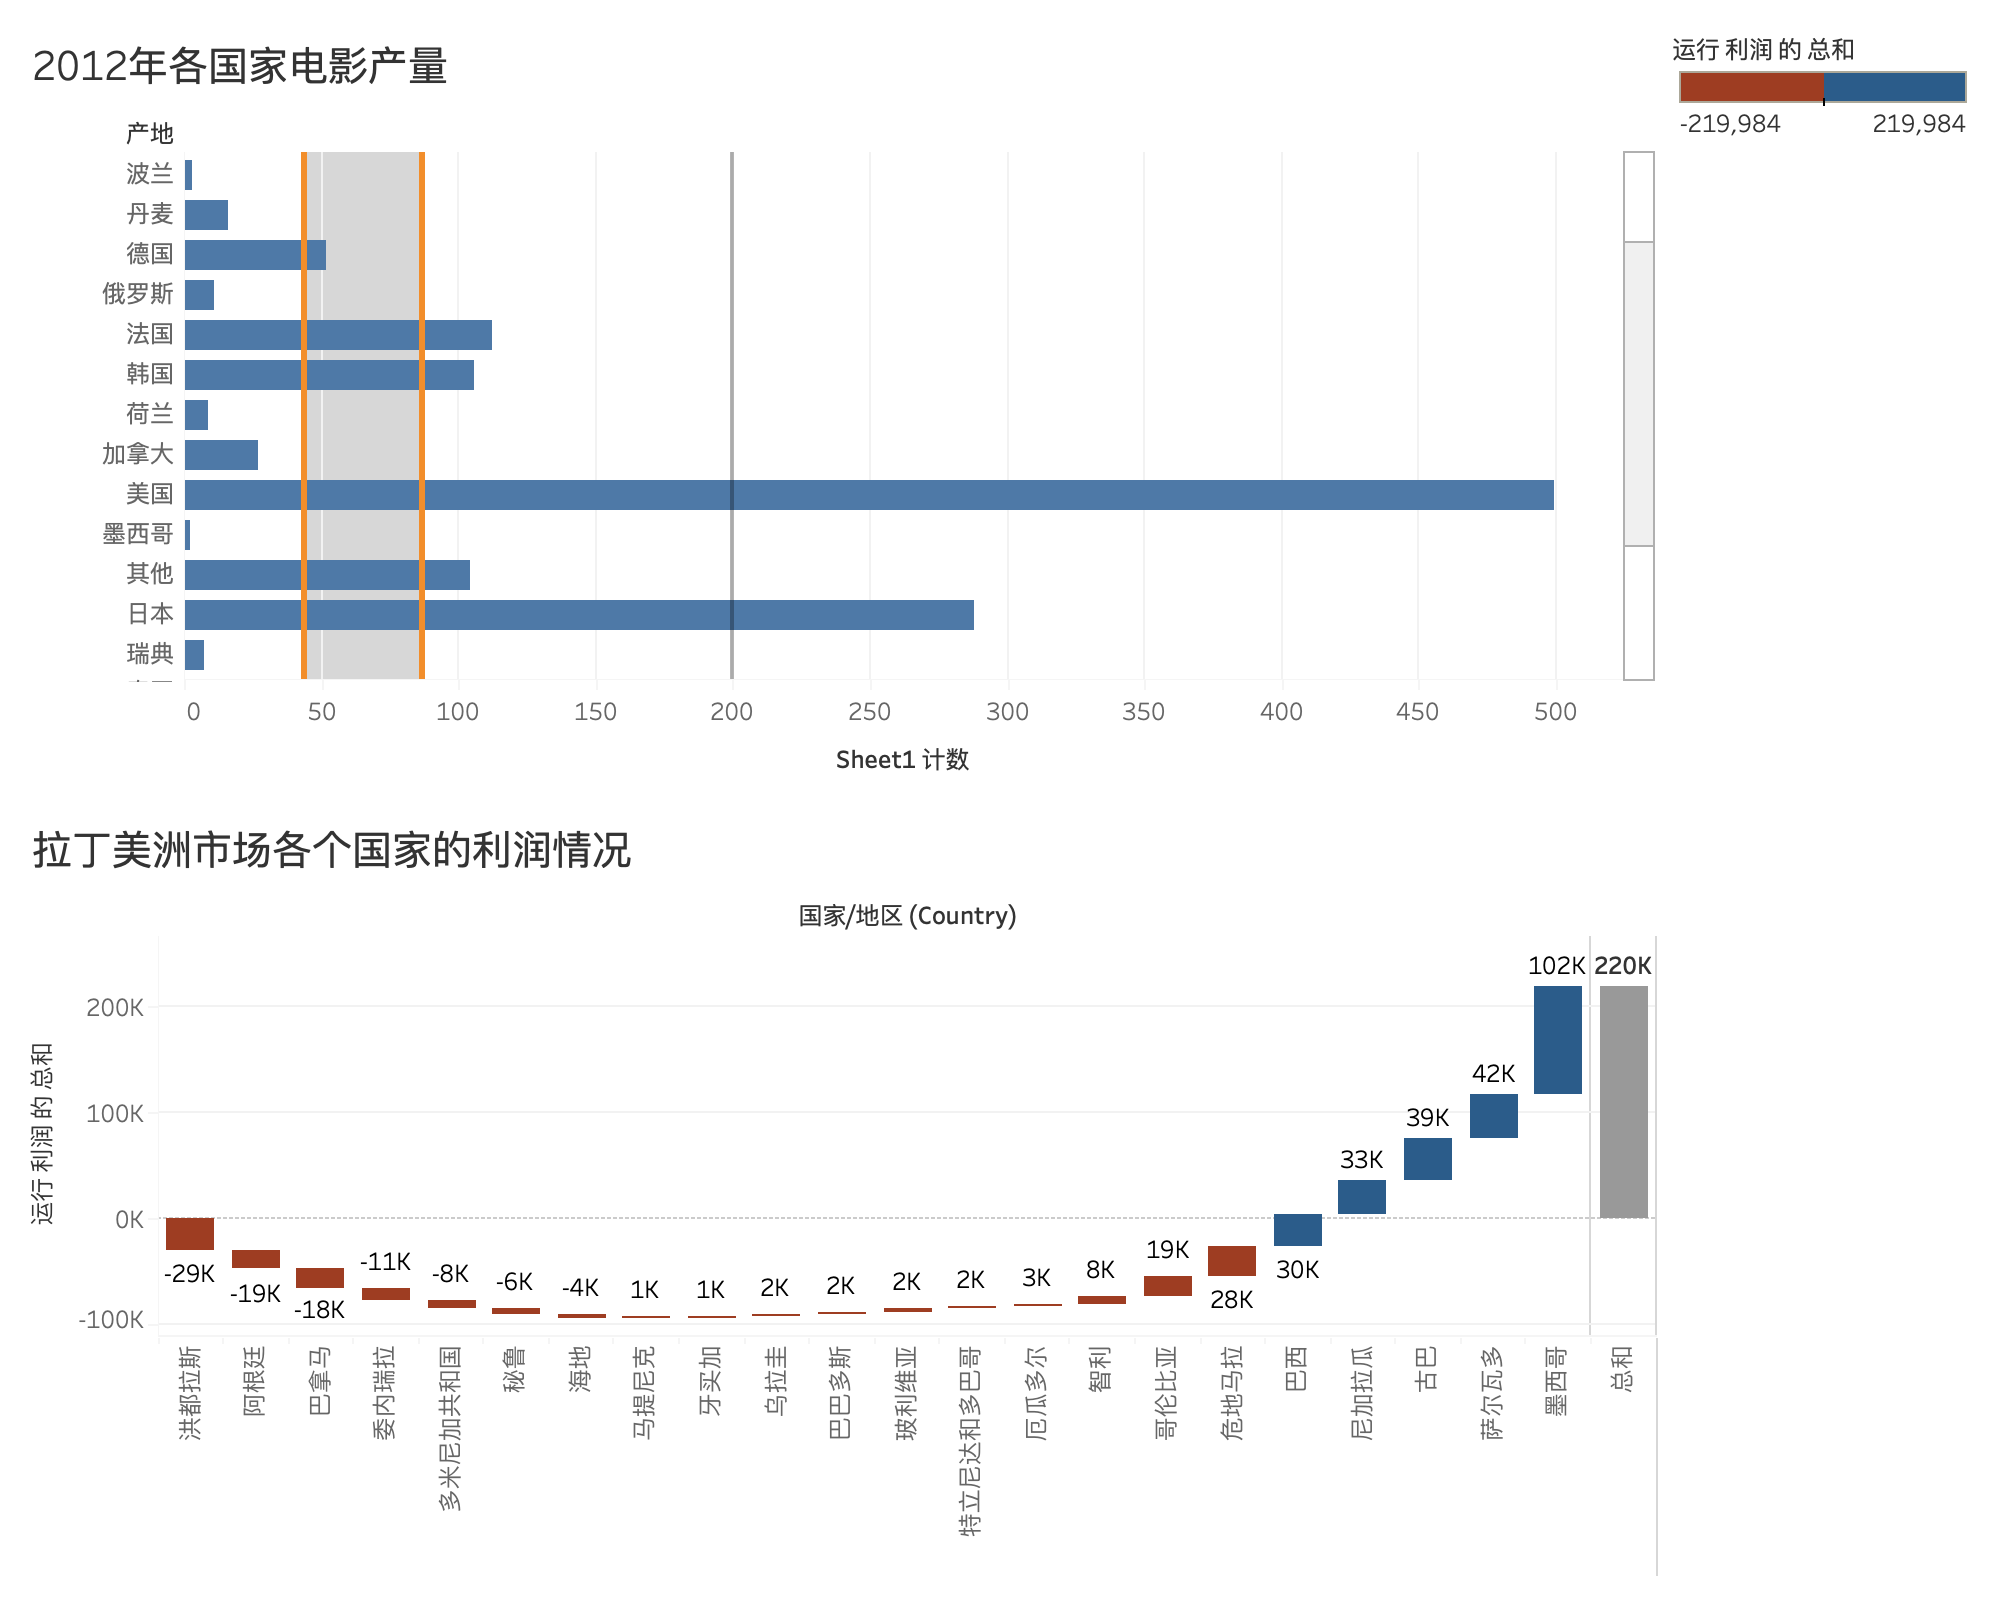 2012年各国家电影产量
运行 利润 的 总和
-219,984 219,984
产地
波兰
丹麦
德国
俄罗斯
法国
韩国
荷兰
加拿大
美国
墨西哥
其他
日本
瑞典
0 50 100 150 200 250 300 350 400 450 500
Sheet1 计数
拉丁美洲市场各个国家的利润情况
国家/地区 (Country)
运行 利润 的 总和
200K
100K
0K
-100K
-29K
-19K
-18K
-11K
-8K
-6K
-4K
1K
1K
2K
2K
2K
2K
3K
8K
19K
28K
30K
33K
39K
42K
102K
220K
洪都拉斯
阿根廷
巴拿马
委内瑞拉
多米尼加共和国
秘鲁
海地
马提尼克
牙买加
乌拉圭
巴巴多斯
玻利维亚
特立尼达和多巴哥
厄瓜多尔
智利
哥伦比亚
危地马拉
巴西
尼加拉瓜
古巴
萨尔瓦多
墨西哥
总和